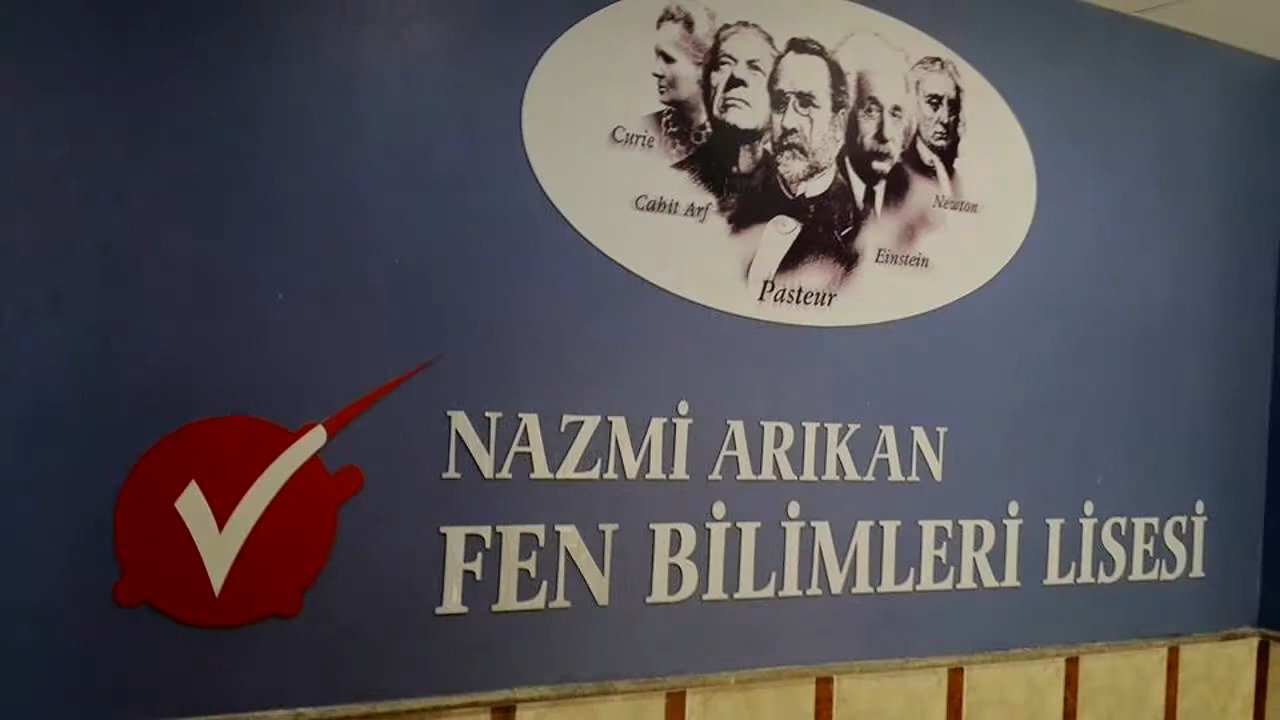 Curie
Cahit Arf
Newton
Einstein
Pasteur
NAZMİ ARIKAN
FEN BİLİMLERİ LİSESİ